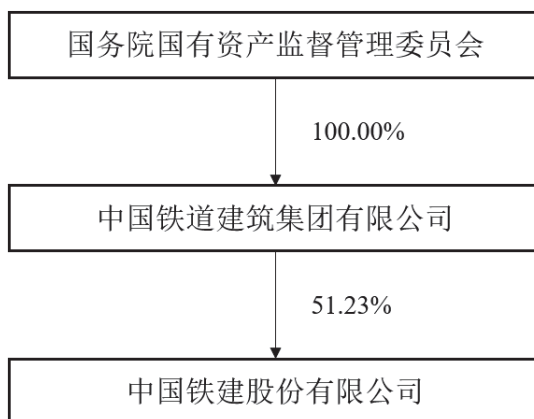 国务院国有资产监督管理委员会
100.00%
中国铁道建筑集团有限公司
51.23%
中国铁建股份有限公司